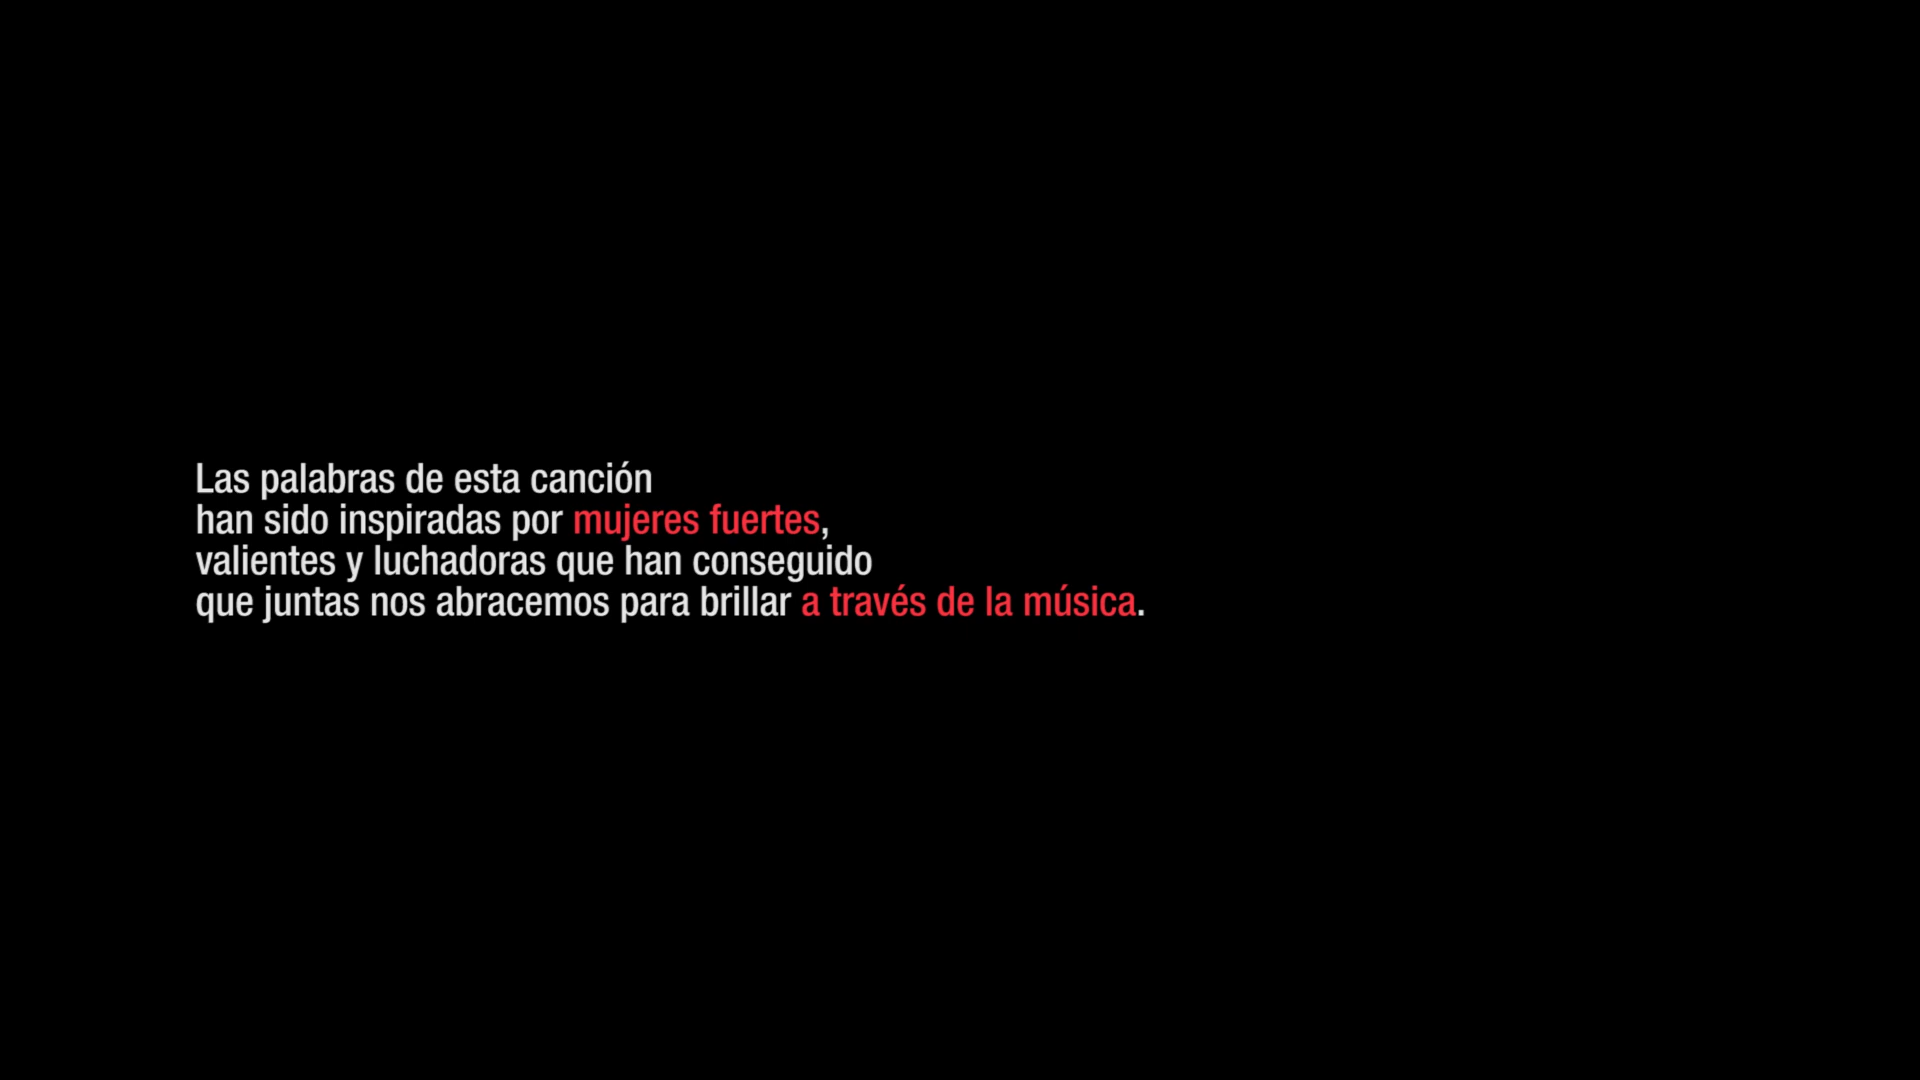 Las palabras de esta canción
han sido inspiradas por mujeres fuertes,
valientes y luchadoras que han conseguido
que juntas nos abracemos para brillar a través de la música.